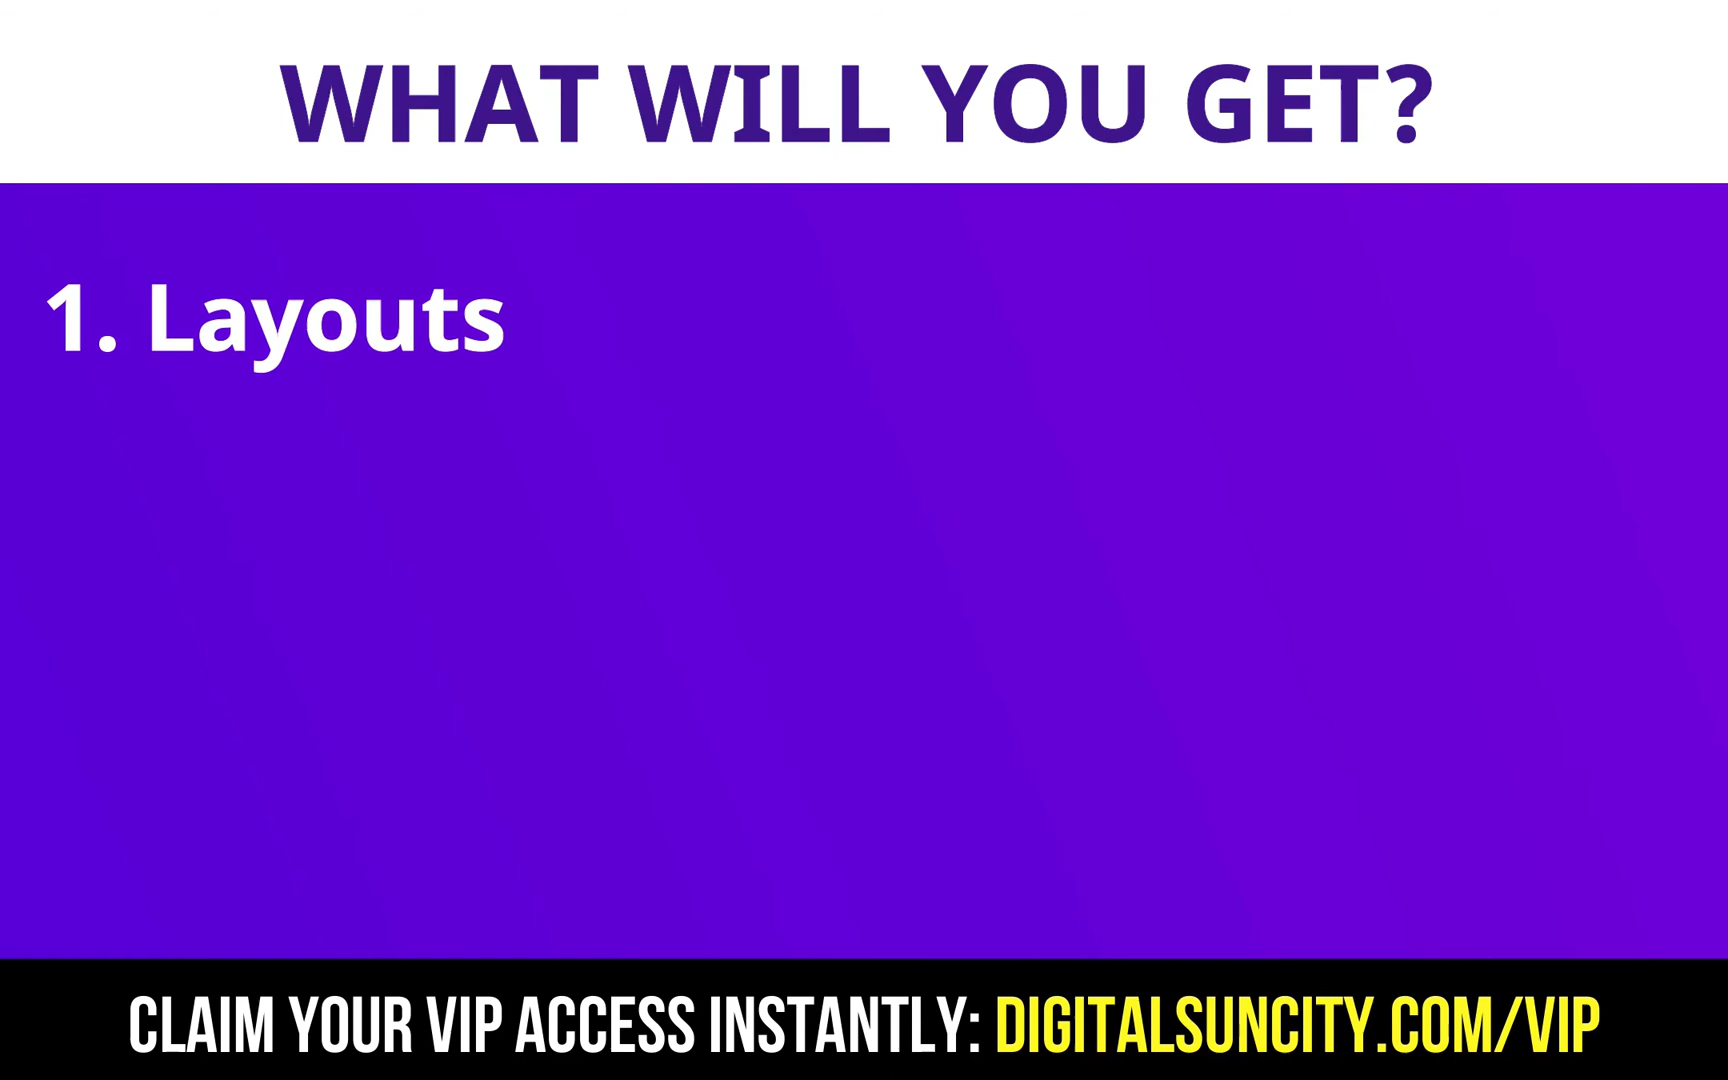 WHAT WILL YOU GET?
1. Layouts
CLAIM YOUR VIP ACCESS INSTANTLY: DIGITALSUNCITY.COM/VIP